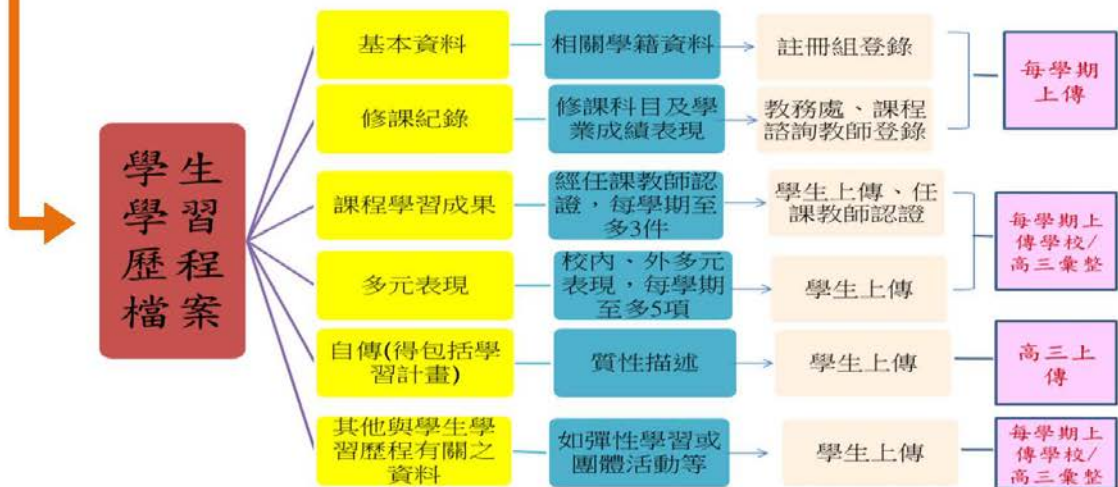 學生
學習
歷程
檔案
基本資料
相關學籍資料
註冊組登錄
每學期
上傳
修課紀錄
修課科目及學
業成績表現
教務處、課程
諮詢教師登錄
課程學習成果
經任課教師認
證，每學期至
多3件
學生上傳、任
課教師認證
每學期上
傳學校/
高三彙整
多元表現
校內、外多元
表現，每學期
至多5項
學生上傳
自傳(得包括學
習計畫)
質性描述
學生上傳
高三上
傳
其他與學生學
習歷程有關之
資料
如彈性學習或
團體活動等
學生上傳
每學期上
傳學校/
高三彙整